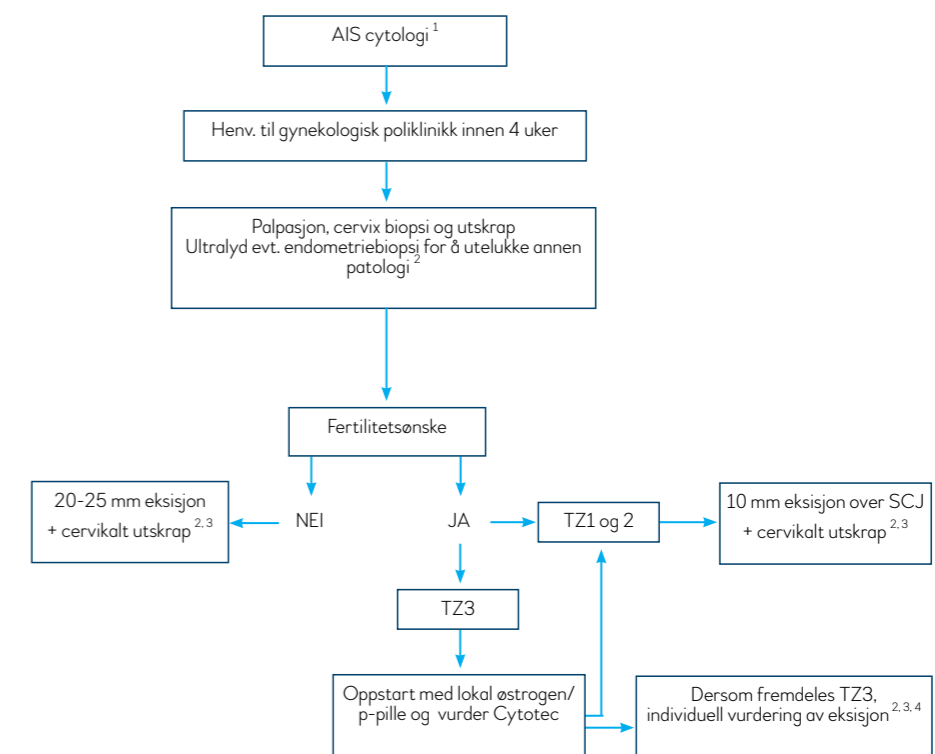 AIS cytologi 1
Henv. til gynekologisk poliklinikk innen 4 uker
Palpasjon, cervix biopsi og utskrap
Ultralyd evt. endometriebiopsi for å utelukke annen
patologi 2
Fertilitetsønske
NEI
JA
20-25 mm eksisjon
+ cervikalt utskrap 2,3
TZ1 og 2
10 mm eksisjon over SCJ
+ cervikalt utskrap 2,3
TZ3
Oppstart med lokal østrogen/
p-pille og vurder Cytotec
Dersom fremdeles TZ3,
individuell vurdering av eksisjon 2,3,4